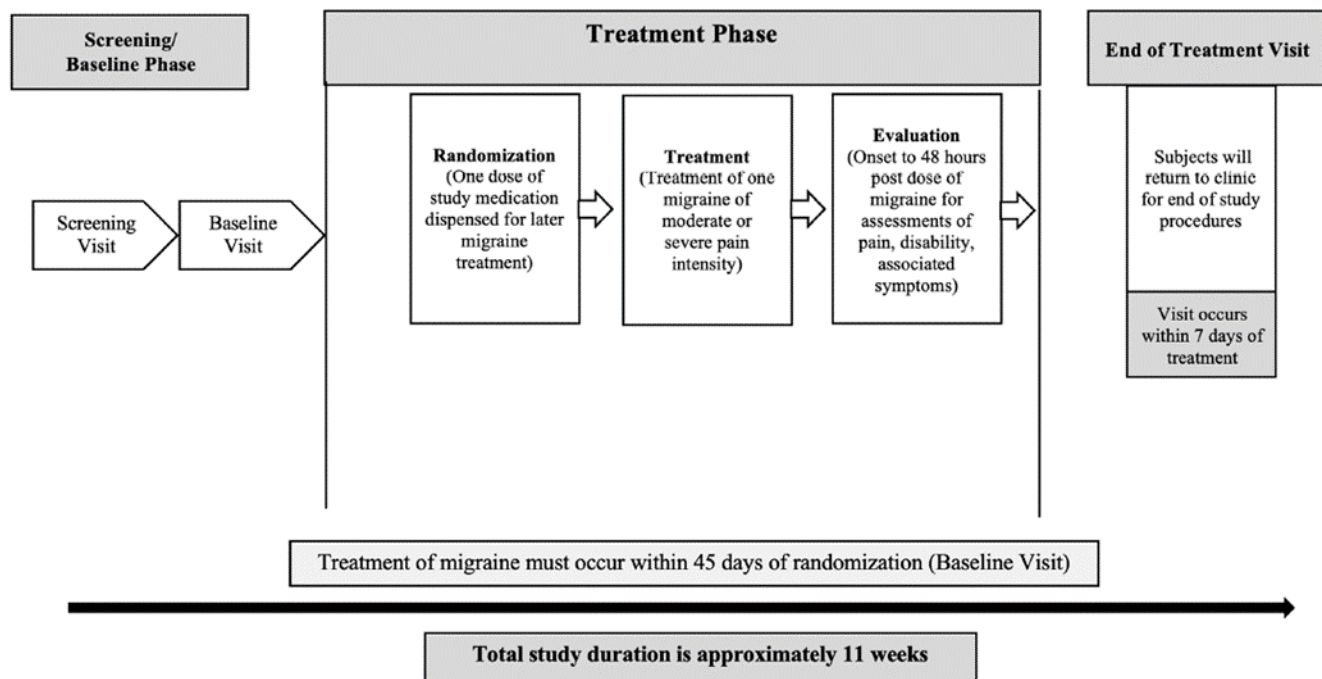 Screening/
Baseline Phase
Treatment Phase
End of Treatment Visit
Screening
Visit
Baseline
Visit
Randomization
(One dose of
study medication
dispensed for later
migraine
treatment)
Treatment
(Treatment of one
migraine of
moderate or
severe pain
intensity)
Evaluation
(Onset to 48 hours
post dose of
migraine for
assessments of
pain, disability,
associated
symptoms)
Subjects will
return to clinic
for end of study
procedures
Visit occurs
within 7 days of
treatment
Treatment of migraine must occur within 45 days of randomization (Baseline Visit)
Total study duration is approximately 11 weeks